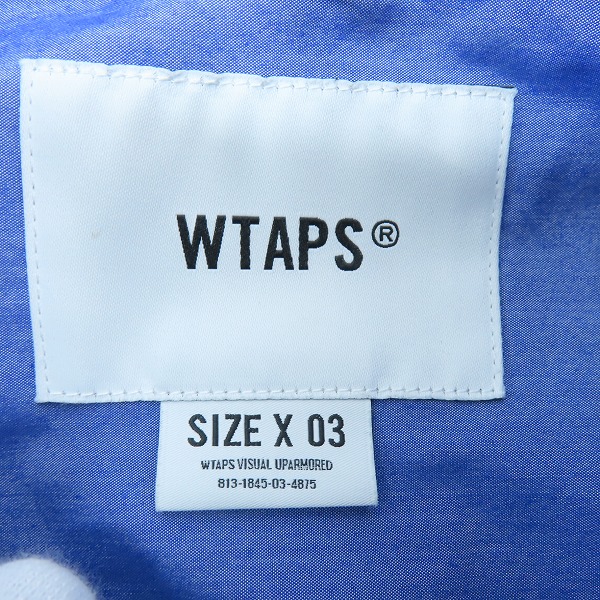 WTAPS®
SIZE X 03
WTAPS VISUAL UPARMORED
813-1845-03-4875